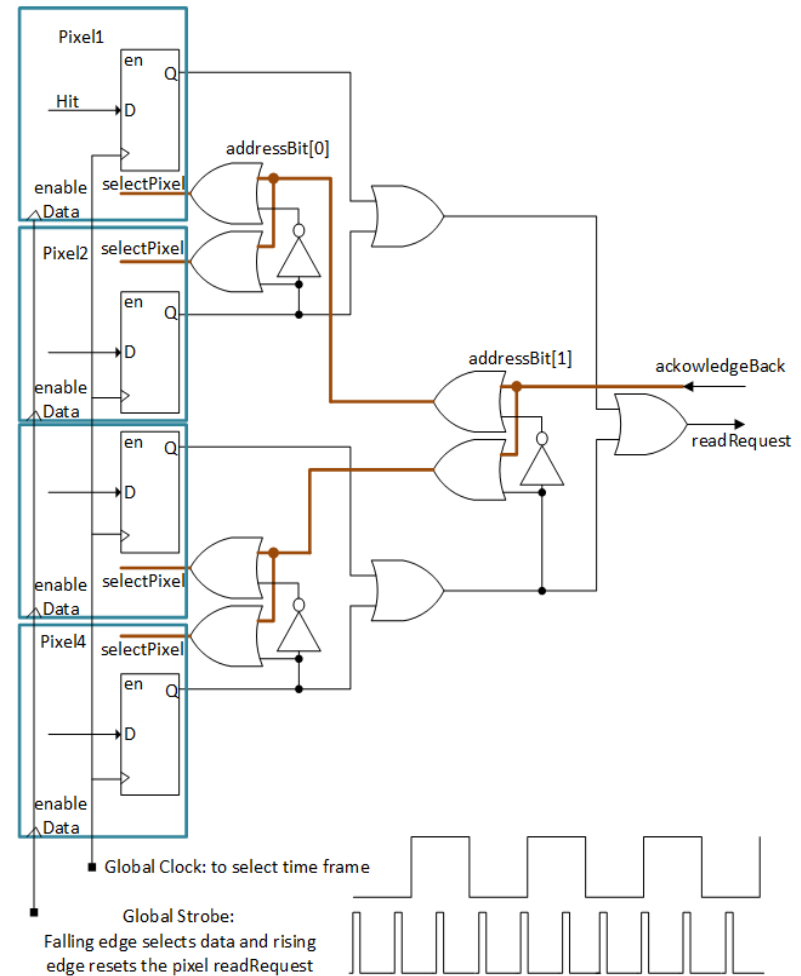 Pixel1
en
Q
Hit
D
addressBit[0]
enable
selectPixel
Data
Pixel2
selectPixel
en
Q
D
addressBit[1]
ackowledgeBack
enable
Data
readRequest
en
Q
D
enable
selectPixel
Data
Pixel4
selectPixel
en
Q
D
enable
Data
Global Clock: to select time frame
Global Strobe:
Falling edge selects data and rising
edge resets the pixel readRequest